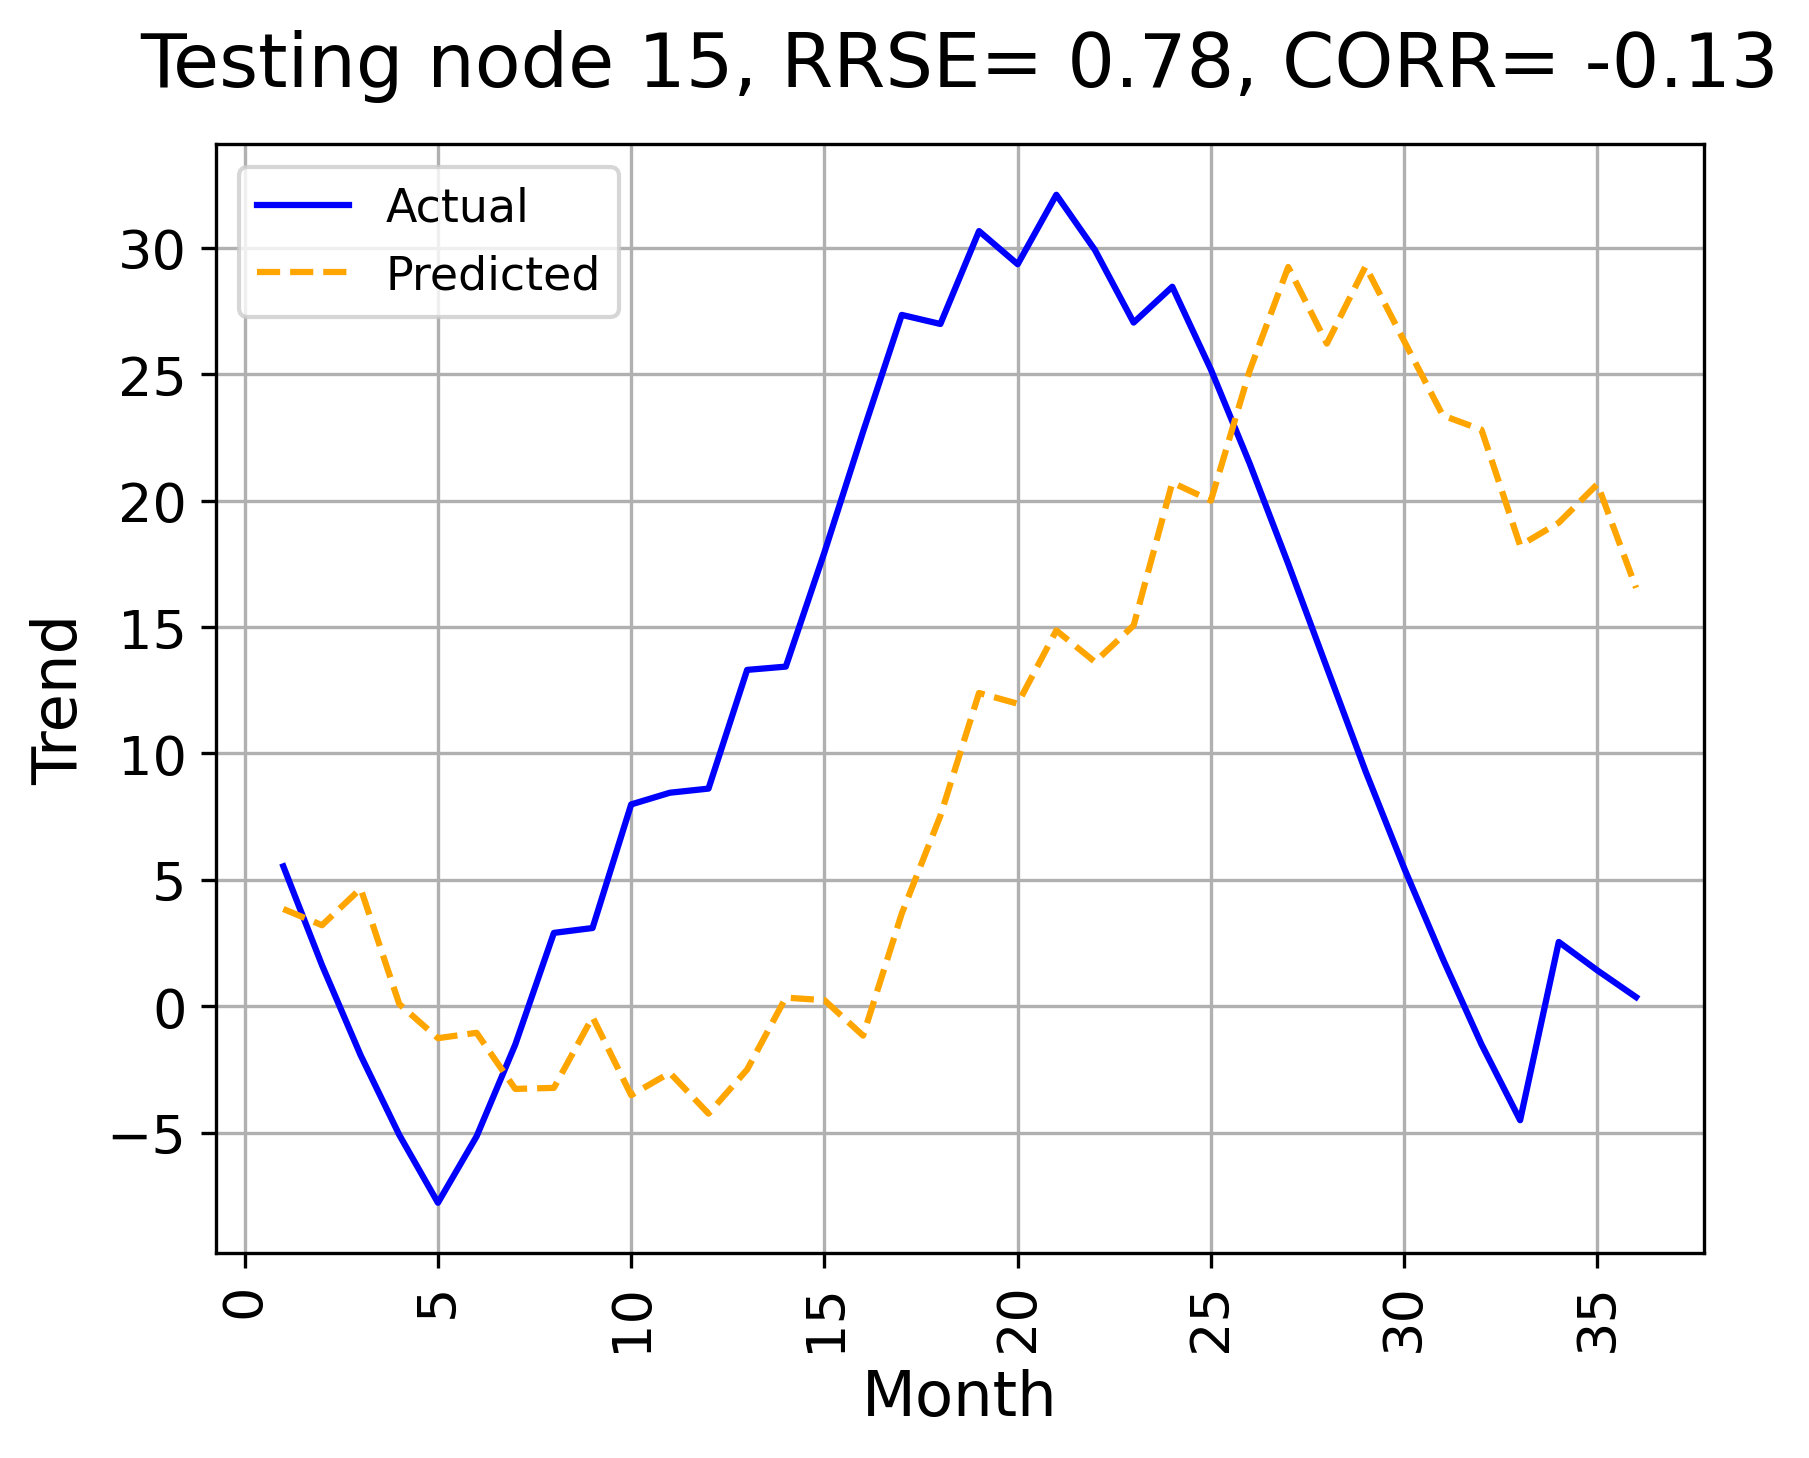 Testing node 15, RRSE= 0.78, CORR= -0.13
Actual
Predicted
30
25
20
15
10
5
0
−5
Trend
0 5 10 15 20 25 30 35
Month